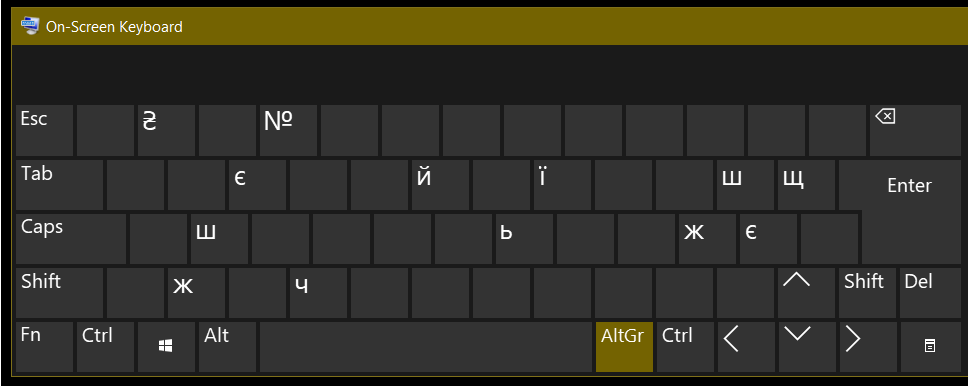 On-Screen Keyboard
Esc ₴ №
Tab є й ї ш щ Enter
Caps ш ь ж є
Shift ж ч Shift Del
Fn Ctrl Alt AltGr Ctrl